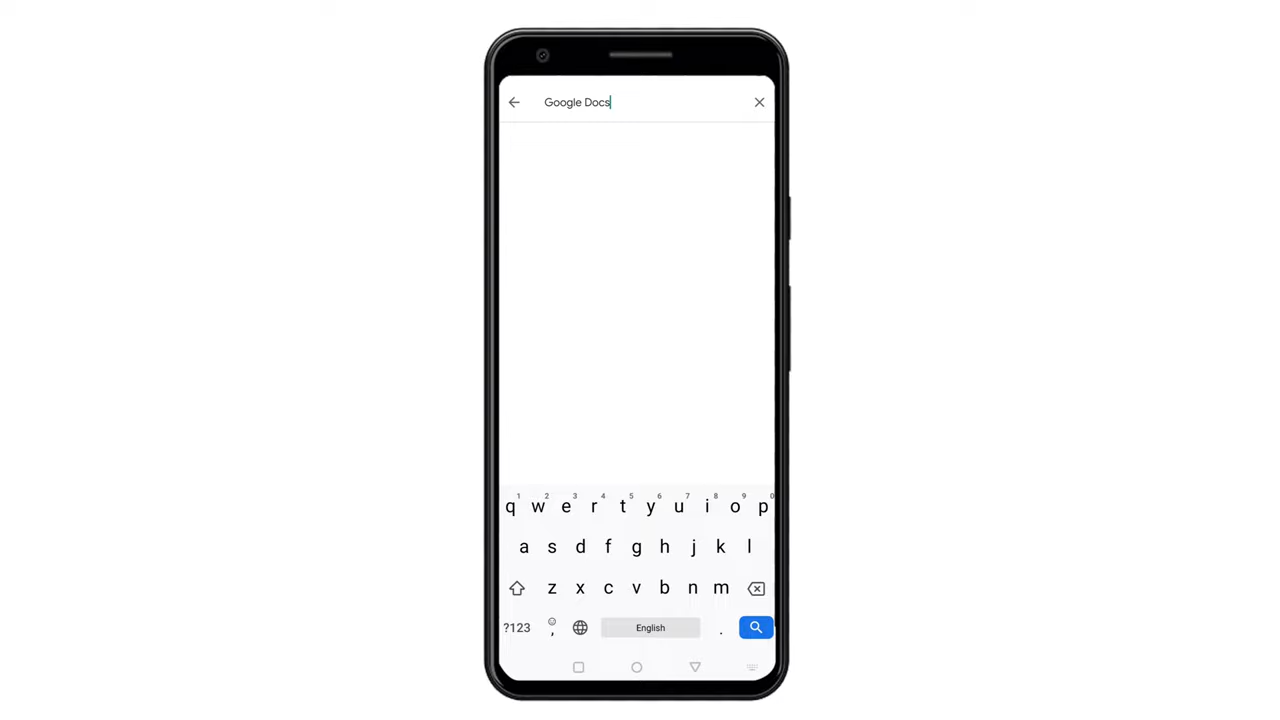 Google Docs
1 2 3 4 5 6 7 8 9 0
q w e r t y u i o p
a s d f g h j k l
z x c v b n m
?123 , English .